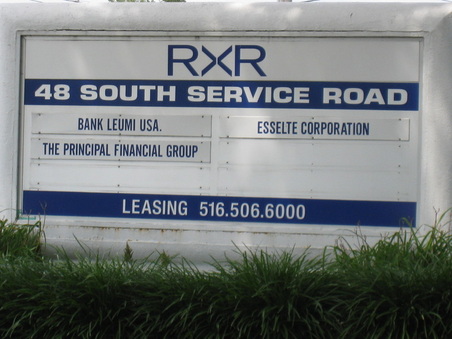 RXR
48 SOUTH SERVICE ROAD
BANK LEUMI USA.
ESSELTE CORPORATION
THE PRINCIPAL FINANCIAL GROUP
LEASING 516.506.6000